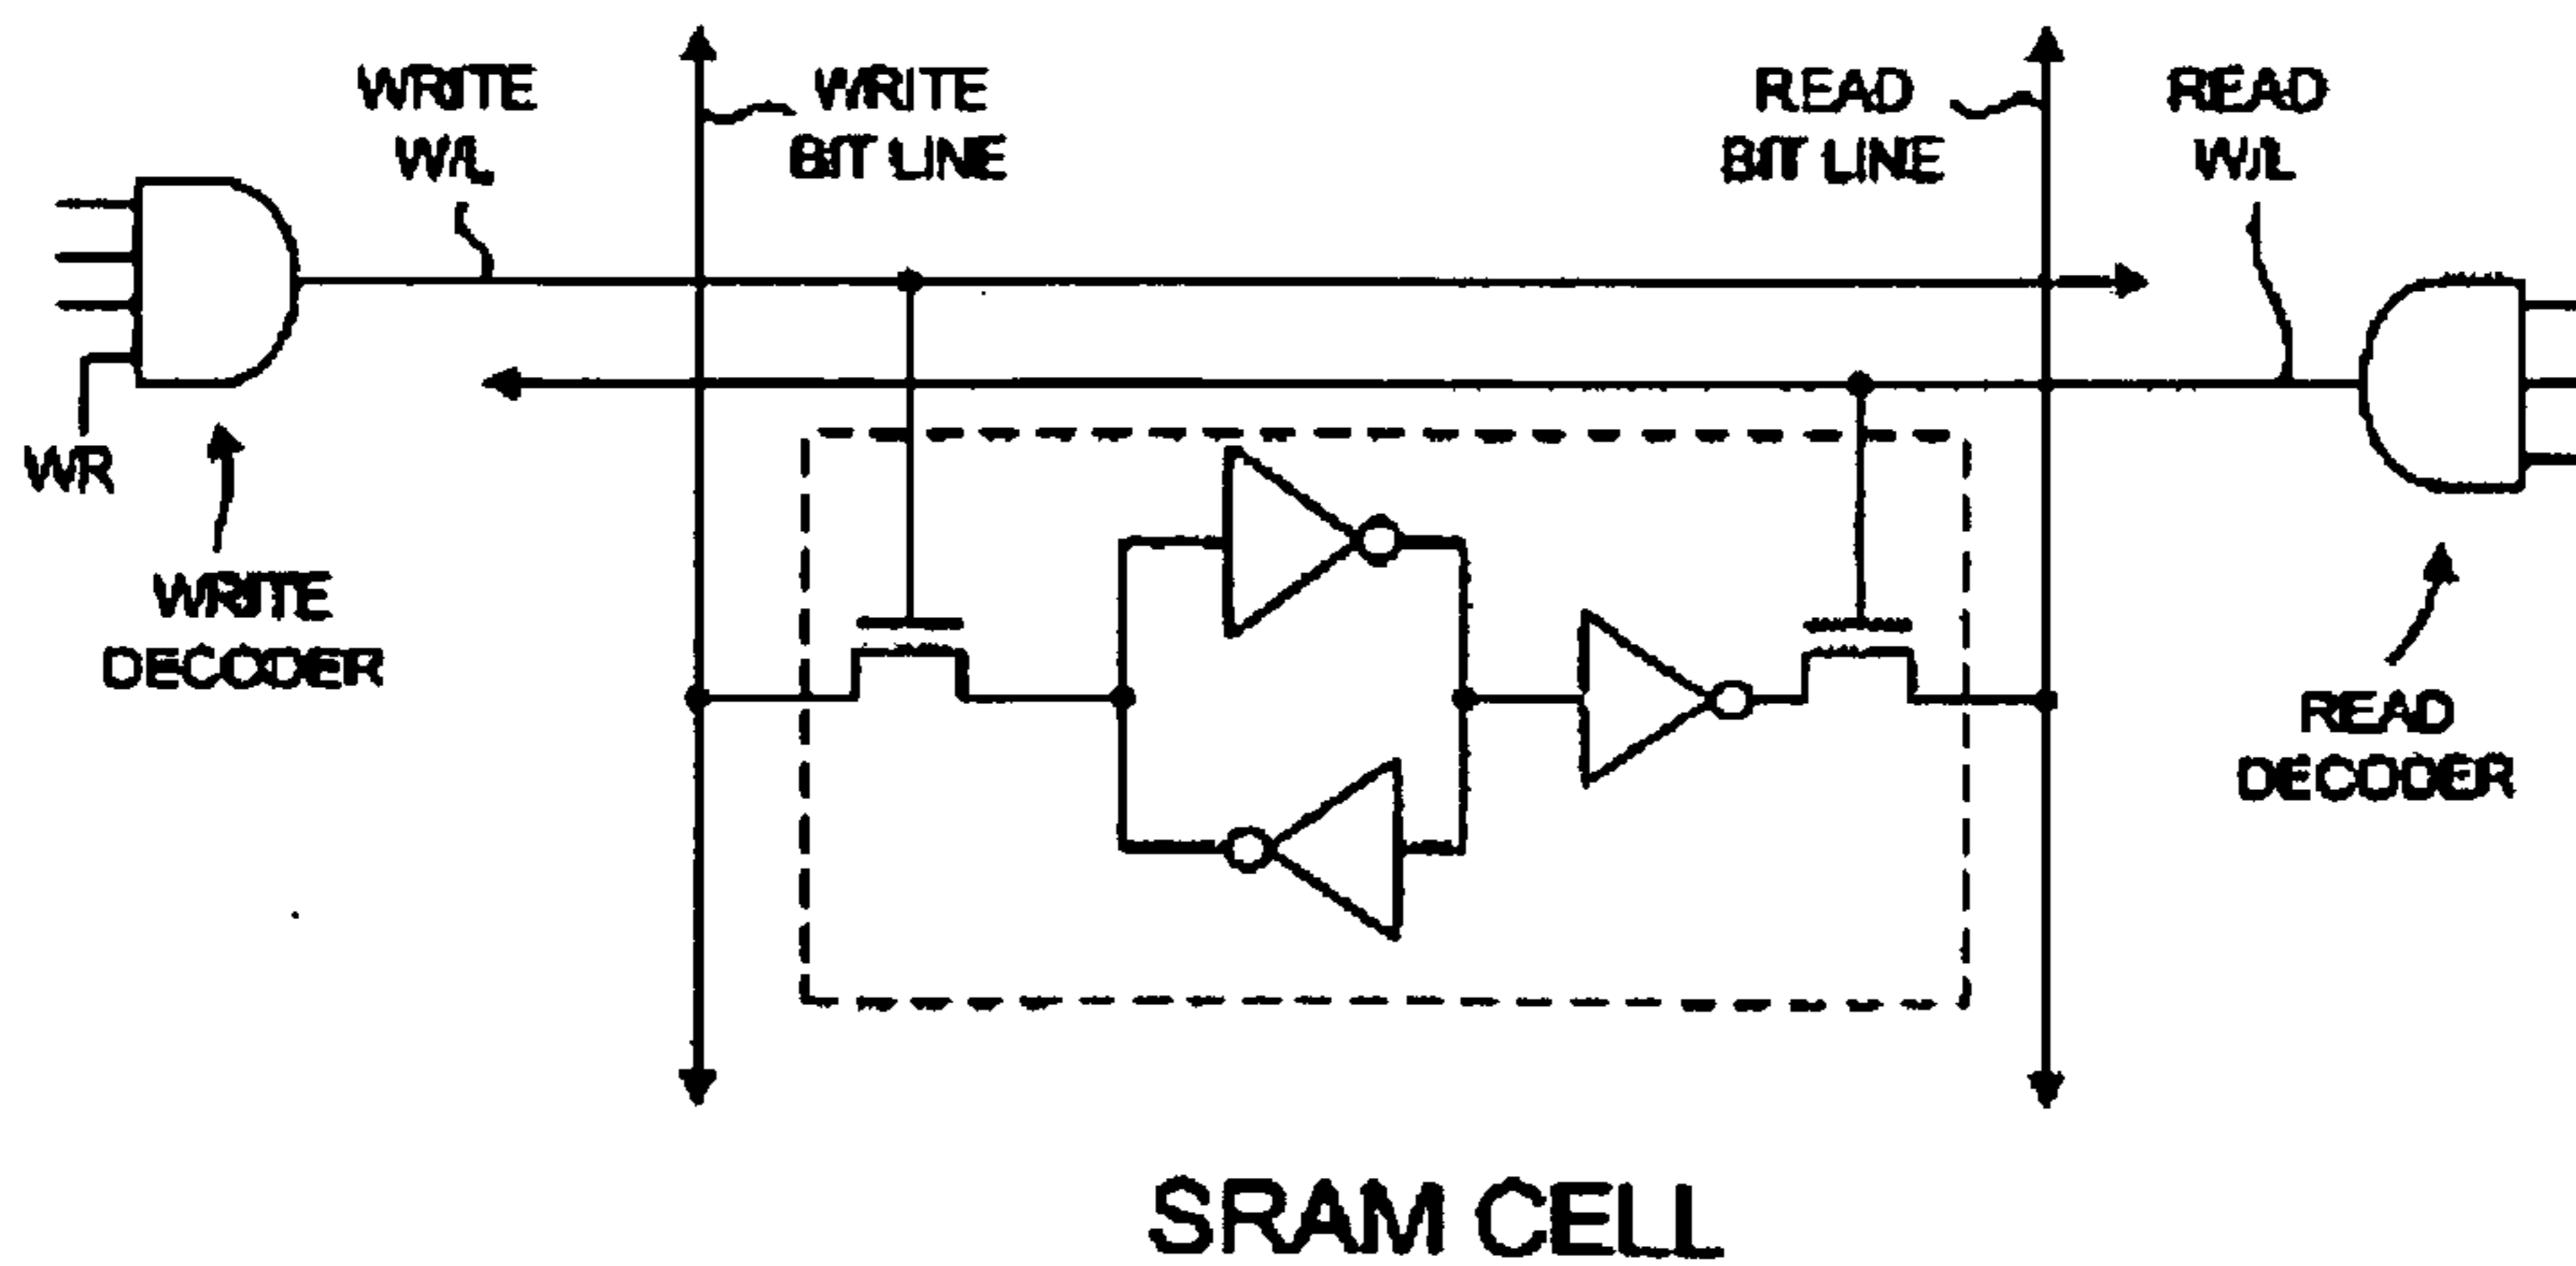 WRITE
W/L
WRITE
BIT LINE
READ
BIT LINE
READ
W/L
WR
WRITE
DECODER
READ
DECODER
SRAM CELL